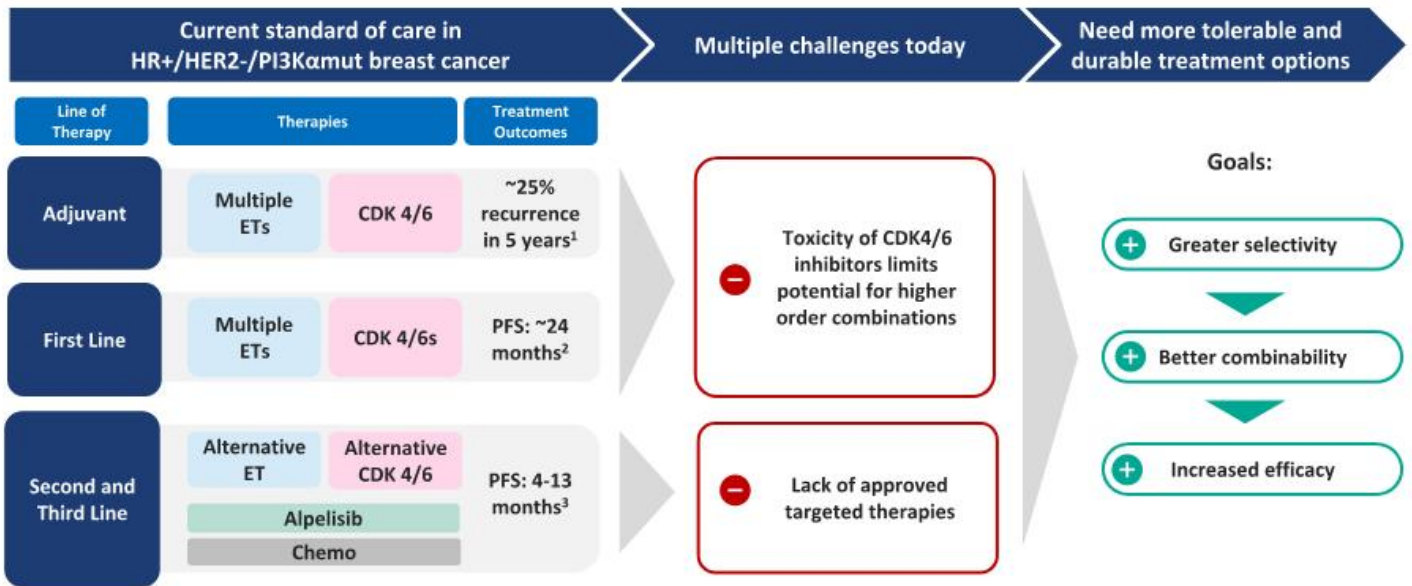 Current standard of care in
HR+/HER2-/PI3Kαmut breast cancer
Multiple challenges today
Need more tolerable and
durable treatment options
Line of
Therapy
Therapies
Treatment
Outcomes
Adjuvant
Multiple
ETs
CDK 4/6
~25%
recurrence
in 5 years¹
First Line
Multiple
ETs
CDK 4/6s
PFS: ~24
months²
Second and
Third Line
Alternative
ET
Alternative
CDK 4/6
Alpelisib
Chemo
PFS: 4-13
months³
Toxicity of CDK4/6
inhibitors limits
potential for higher
order combinations
Lack of approved
targeted therapies
Goals:
Greater selectivity
Better combinability
Increased efficacy